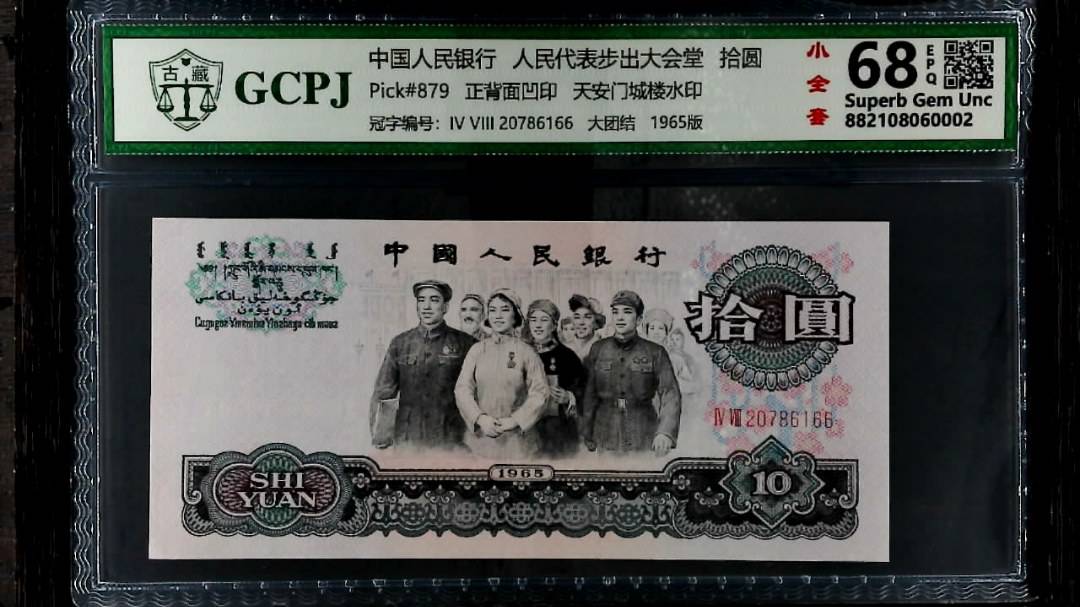 古 藏
GCPJ
中国人民银行 人民代表步出大会堂 拾圆
Pick#879 正背面凹印 天安门城楼水印
冠字编号：IV VIII 20786166 大团结 1965版
小全套
68 EPQ
Superb Gem Unc
882108060002
中國人民銀行
拾圓
IV VIII 20786166
1965
SHI
YUAN
10